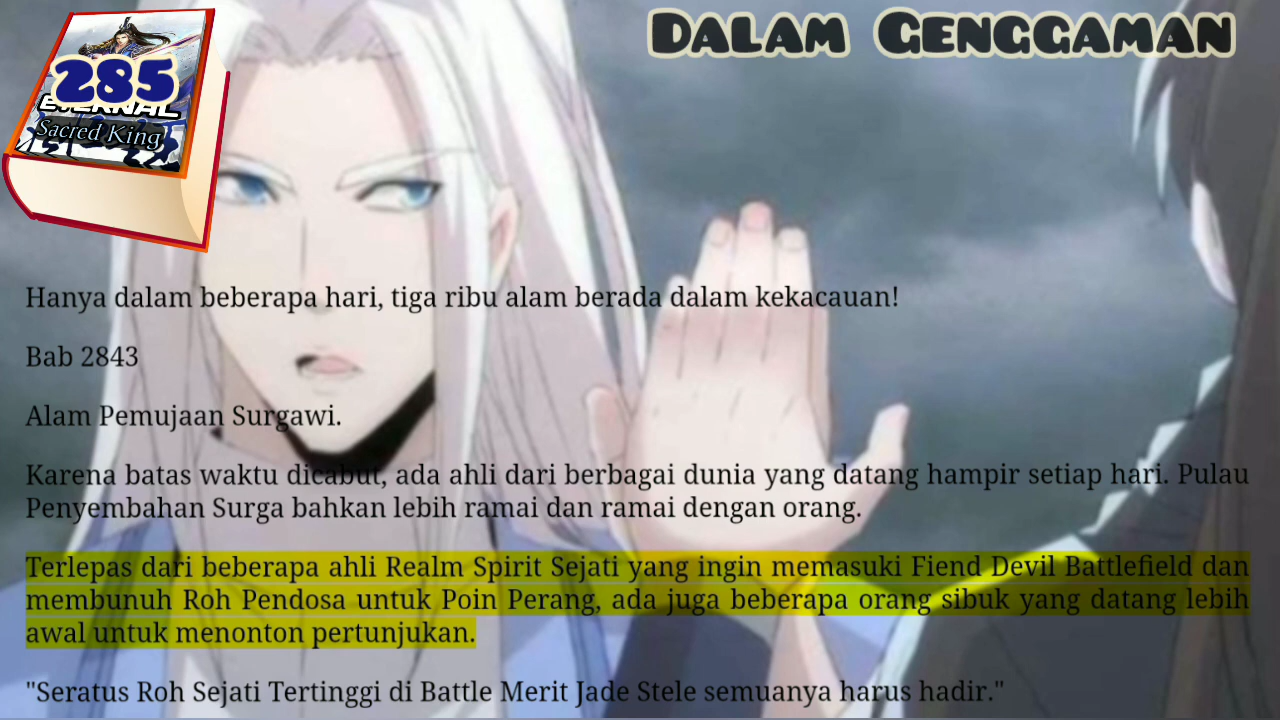 Dalam Genggaman
285
ETERNAL
Sacred King
Hanya dalam beberapa hari, tiga ribu alam berada dalam kekacauan!
Bab 2843
Alam Pemujaan Surgawi.
Karena batas waktu dicabut, ada ahli dari berbagai dunia yang datang hampir setiap hari. Pulau
Penyembahan Surga bahkan lebih ramai dan ramai dengan orang.
Terlepas dari beberapa ahli Realm Spirit Sejati yang ingin memasuki Fiend Devil Battlefield dan
membunuh Roh Pendosa untuk Poin Perang, ada juga beberapa orang sibuk yang datang lebih
awal untuk menonton pertunjukan.
"Seratus Roh Sejati Tertinggi di Battle Merit Jade Stele semuanya harus hadir."